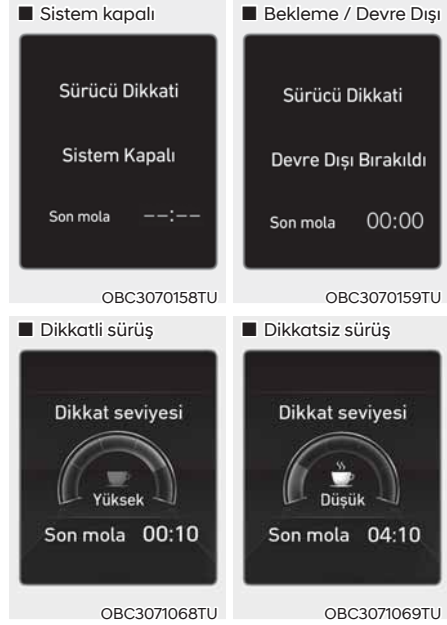 ■ Sistem kapalı
Sürücü Dikkati
Sistem Kapalı
Son mola --:--
OBC3070158TU
■ Bekleme / Devre Dışı
Sürücü Dikkati
Devre Dışı Bırakıldı
Son mola 00:00
OBC3070159TU
■ Dikkatli sürüş
Dikkat seviyesi
Yüksek
Son mola 00:10
OBC3071068TU
■ Dikkatsiz sürüş
Dikkat seviyesi
Düşük
Son mola 04:10
OBC3071069TU